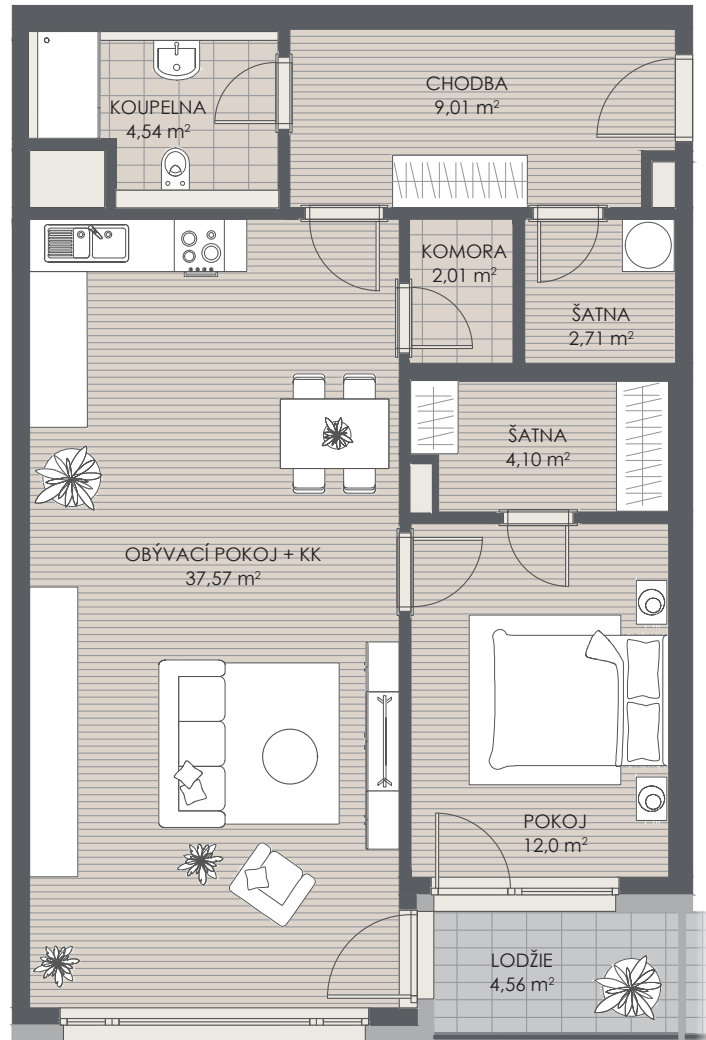 CHODBA
9,01 m²
KOUPELNA
4,54 m²
KOMORA
2,01 m²
ŠATNA
2,71 m²
ŠATNA
4,10 m²
OBÝVACÍ POKOJ + KK
37,57 m²
POKOJ
12,0 m²
LODŽIE
4,56 m²